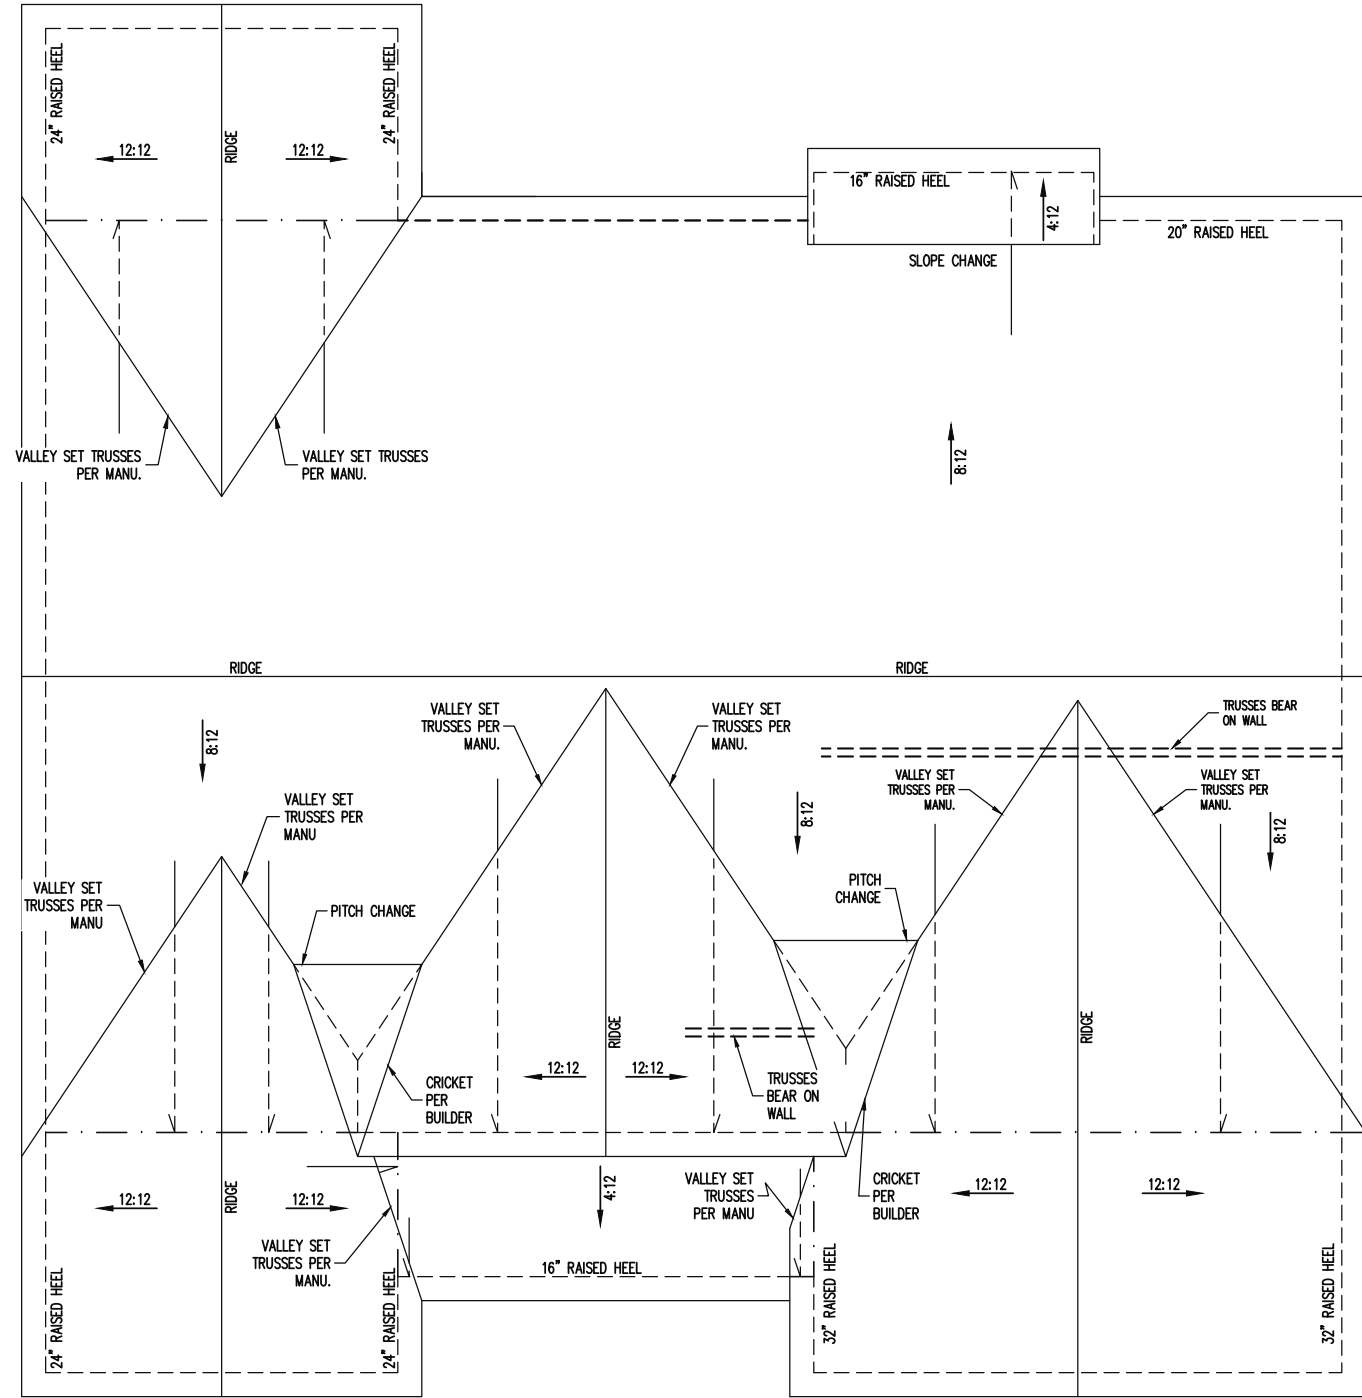 24" RAISED HEEL
24" RAISED HEEL
RIDGE
12:12
12:12
16" RAISED HEEL
4:12
20" RAISED HEEL
SLOPE CHANGE
VALLEY SET TRUSSES
PER MANU.
VALLEY SET TRUSSES
PER MANU.
8:12
RIDGE
RIDGE
8:12
VALLEY SET
TRUSSES PER
MANU.
VALLEY SET
TRUSSES PER
MANU.
TRUSSES BEAR
ON WALL
VALLEY SET
TRUSSES PER
MANU.
VALLEY SET
TRUSSES PER
MANU.
VALLEY SET
TRUSSES PER
MANU
8:12
8:12
VALLEY SET
TRUSSES PER
MANU
PITCH CHANGE
PITCH
CHANGE
RIDGE
RIDGE
12:12
12:12
CRICKET
PER
BUILDER
TRUSSES
BEAR ON
WALL
12:12
12:12
RIDGE
4:12
VALLEY SET
TRUSSES
PER MANU
CRICKET
PER
BUILDER
12:12
12:12
VALLEY SET
TRUSSES PER
MANU.
16" RAISED HEEL
24" RAISED HEEL
24" RAISED HEEL
32" RAISED HEEL
32" RAISED HEEL